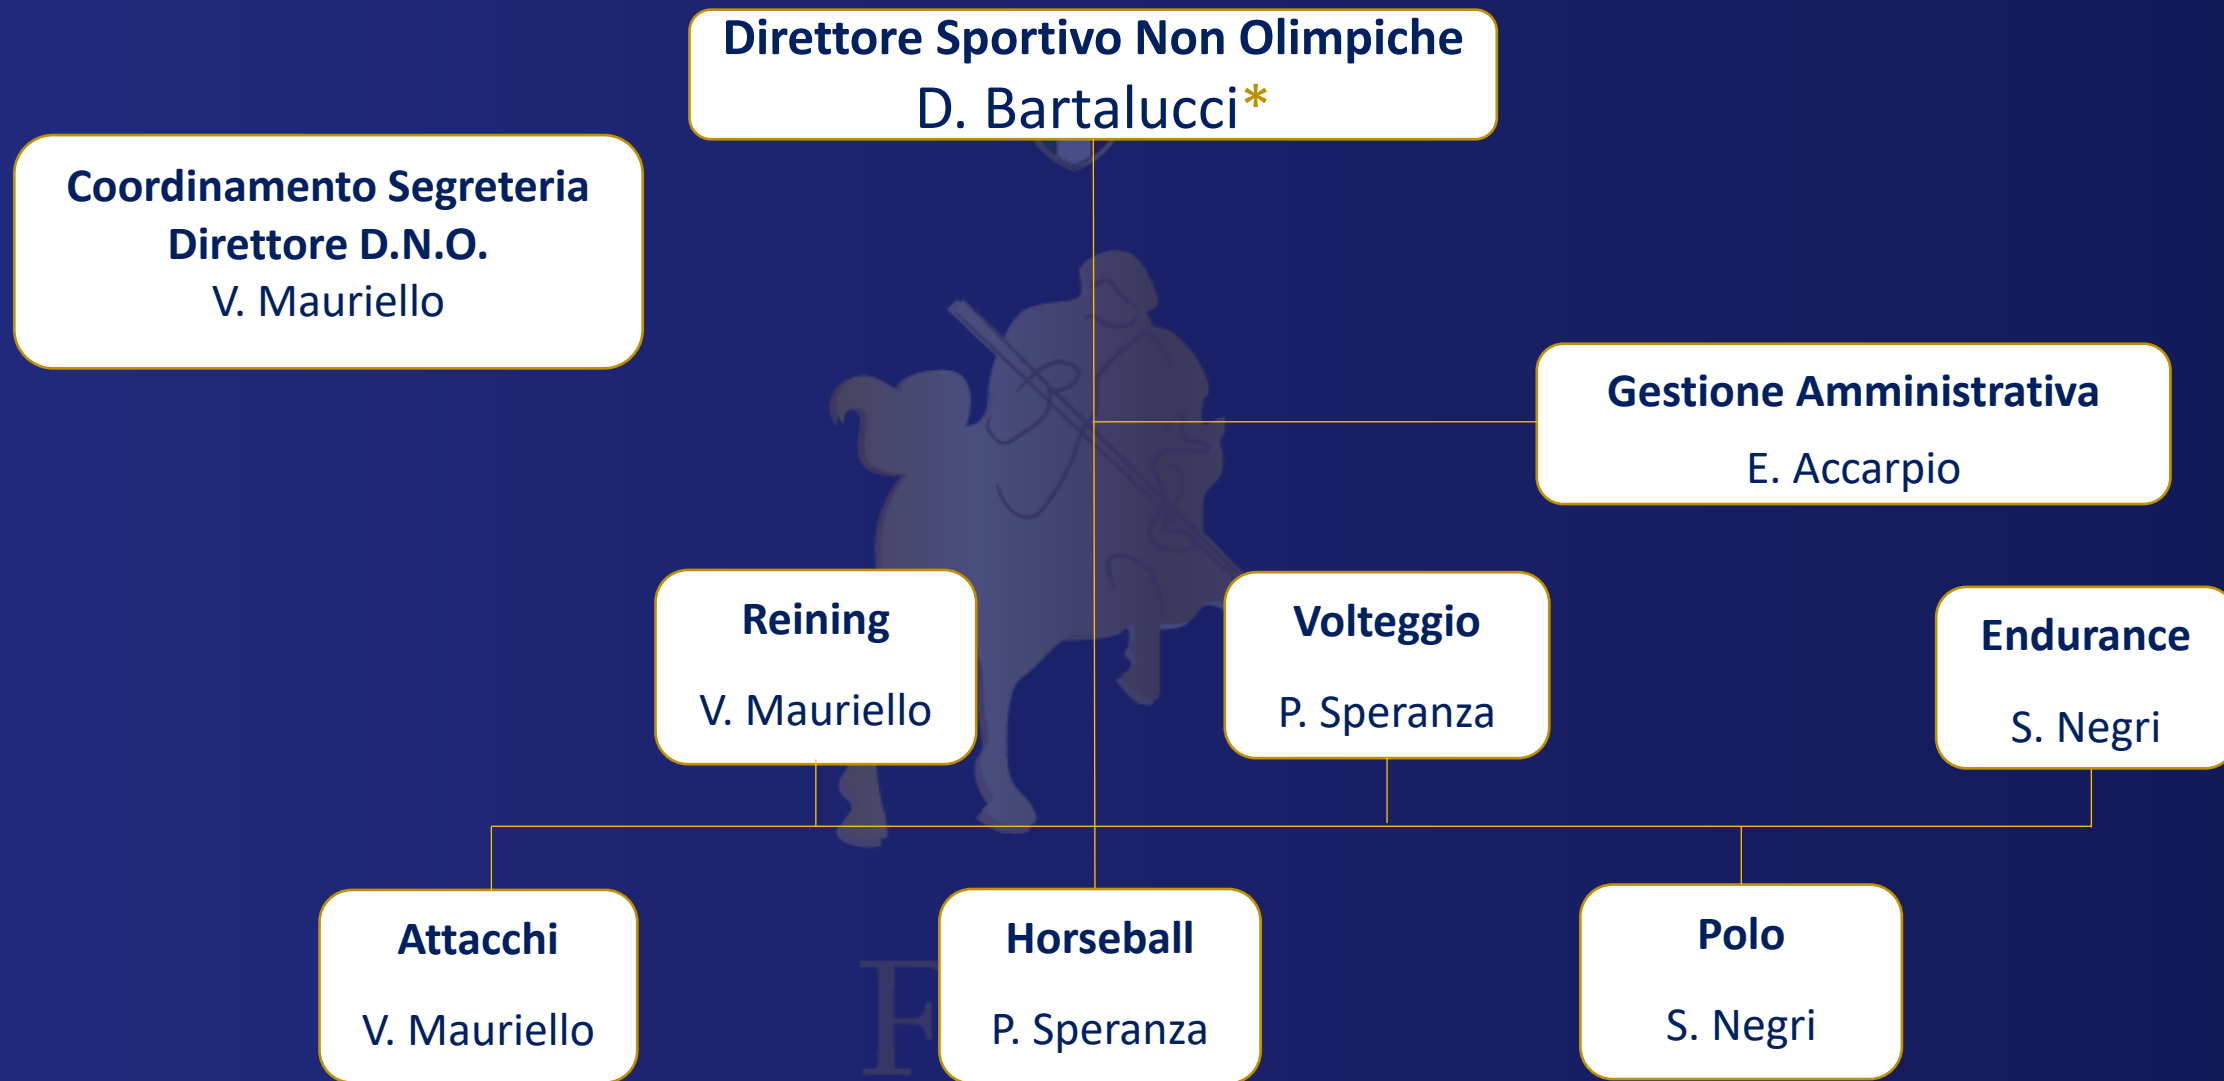 Direttore Sportivo Non Olimpiche
D. Bartalucci*
Coordinamento Segreteria
Direttore D.N.O.
V. Mauriello
Gestione Amministrativa
E. Accarpio
Reining
V. Mauriello
Volteggio
P. Speranza
Endurance
S. Negri
Attacchi
V. Mauriello
Horseball
P. Speranza
Polo
S. Negri